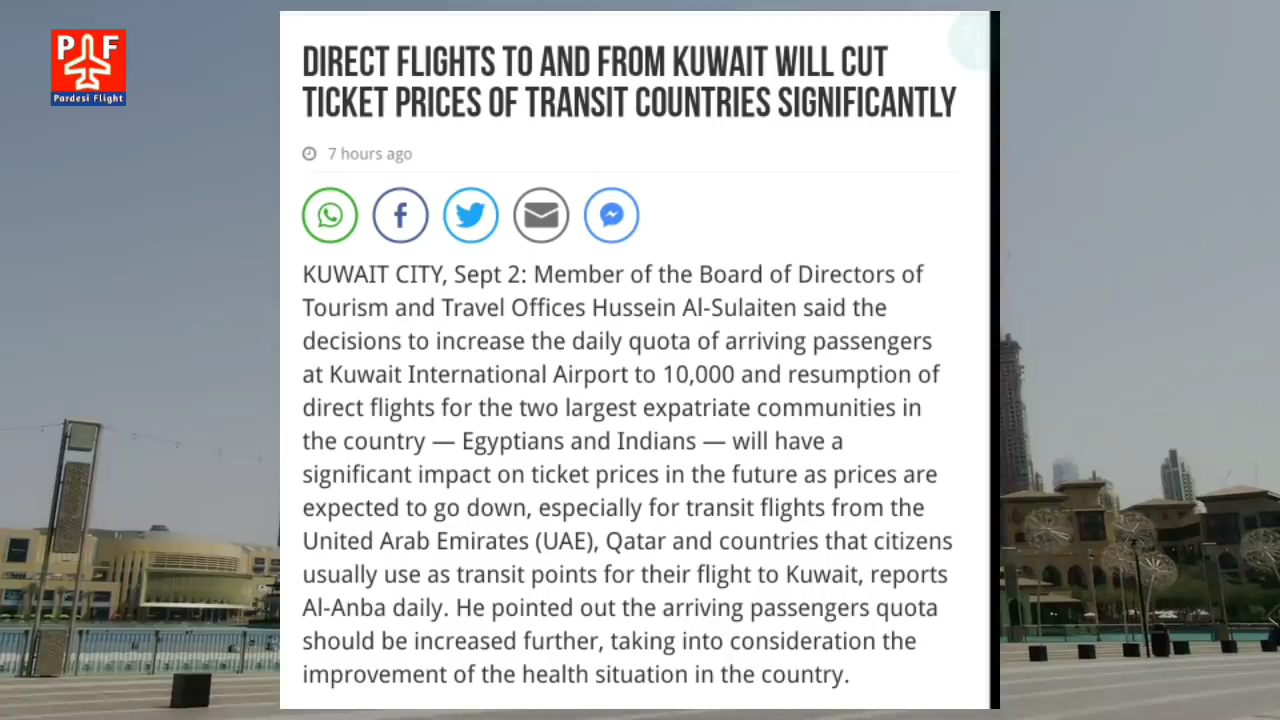 P F
Pardesi Flight
DIRECT FLIGHTS TO AND FROM KUWAIT WILL CUT
TICKET PRICES OF TRANSIT COUNTRIES SIGNIFICANTLY
7 hours ago
KUWAIT CITY, Sept 2: Member of the Board of Directors of
Tourism and Travel Offices Hussein Al-Sulaiten said the
decisions to increase the daily quota of arriving passengers
at Kuwait International Airport to 10,000 and resumption of
direct flights for the two largest expatriate communities in
the country — Egyptians and Indians — will have a
significant impact on ticket prices in the future as prices are
expected to go down, especially for transit flights from the
United Arab Emirates (UAE), Qatar and countries that citizens
usually use as transit points for their flight to Kuwait, reports
Al-Anba daily. He pointed out the arriving passengers quota
should be increased further, taking into consideration the
improvement of the health situation in the country.